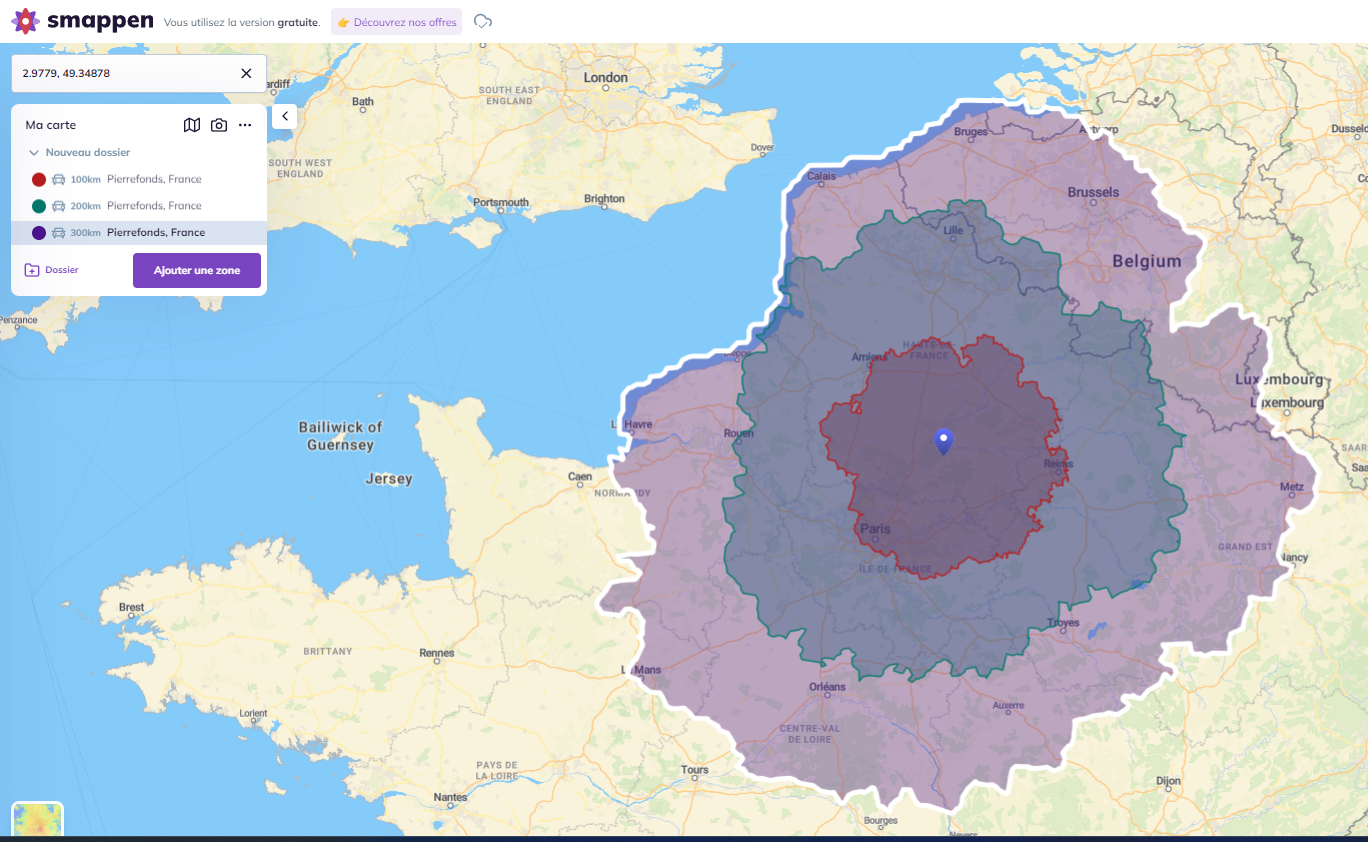 smappen
Vous utilisez la version gratuite.
👉 Découvrez nos offres
2.9779, 49.34878
Ma carte
Nouveau dossier
100km Pierrefonds, France
200km Pierrefonds, France
300km Pierrefonds, France
Dossier
Ajouter une zone
London
Bath
SOUTH EAST
ENGLAND
SOUTH WEST
ENGLAND
Dover
Portsmouth
Brighton
Penzance
Bruges
Antwerp
Calais
Brussels
Lille
Belgium
HAUTS-DE-
FRANCE
Amiens
Dieppe
Luxembourg
Luxembourg
Bailiwick of
Guernsey
Jersey
Le Havre
Rouen
Caen
NORMANDY
Reims
Metz
Paris
ÎLE-DE-FRANCE
GRAND EST
Nancy
Brest
BRITTANY
Rennes
Troyes
Le Mans
Orléans
Auxerre
Lorient
CENTRE-VAL
DE LOIRE
PAYS DE
LA LOIRE
Tours
Dijon
Nantes
Bourges
Nevers